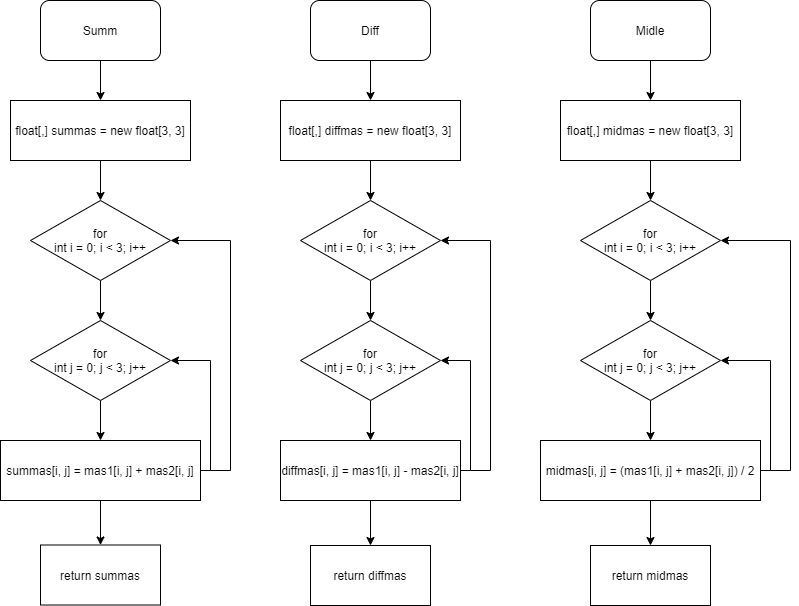 Summ
float[,] summas = new float[3, 3]
for
int i = 0; i < 3; i++
for
int j = 0; j < 3; j++
summas[i, j] = mas1[i, j] + mas2[i, j]
return summas
Diff
float[,] diffmas = new float[3, 3]
for
int i = 0; i < 3; i++
for
int j = 0; j < 3; j++
diffmas[i, j] = mas1[i, j] - mas2[i, j]
return diffmas
Midle
float[,] midmas = new float[3, 3]
for
int i = 0; i < 3; i++
for
int j = 0; j < 3; j++
midmas[i, j] = (mas1[i, j] + mas2[i, j]) / 2
return midmas